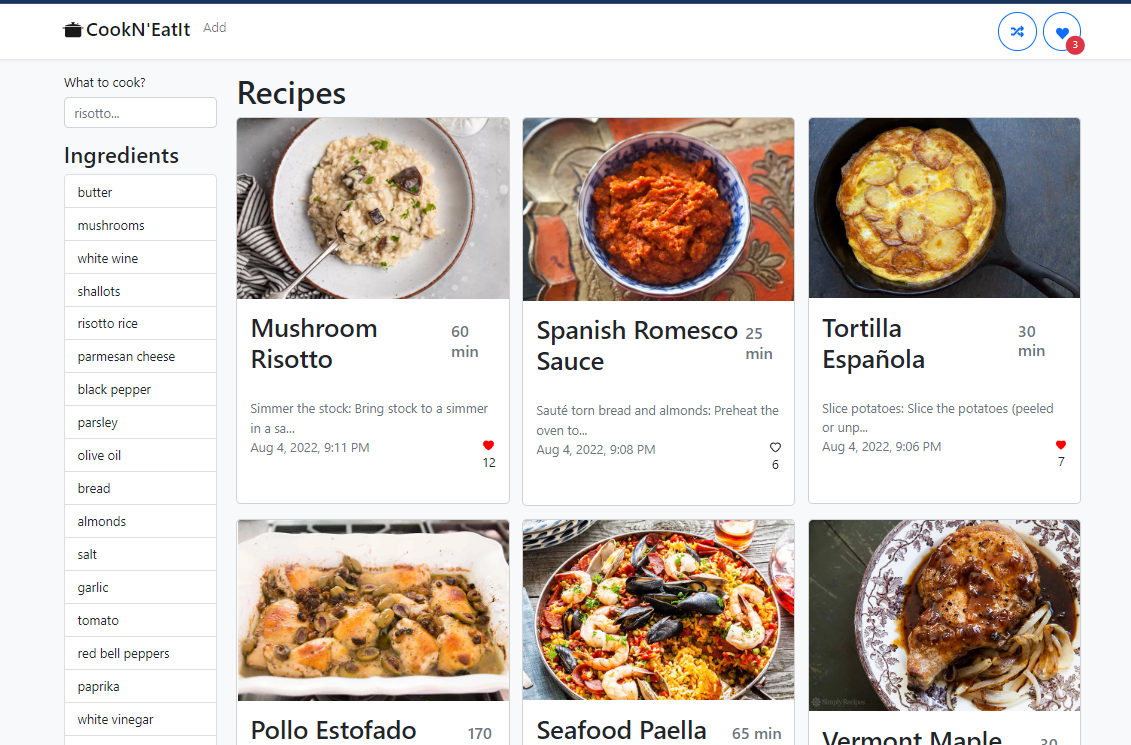 CookN'EatIt Add
3
What to cook?
risotto...
Ingredients
butter
mushrooms
white wine
shallots
risotto rice
parmesan cheese
black pepper
parsley
olive oil
bread
almonds
salt
garlic
tomato
red bell peppers
paprika
white vinegar
Recipes
Mushroom
Risotto
60
min
Simmer the stock: Bring stock to a simmer
in a sa...
Aug 4, 2022, 9:11 PM
12
Spanish Romesco
Sauce
25
min
Sauté torn bread and almonds: Preheat the
oven to...
Aug 4, 2022, 9:08 PM
6
Tortilla
Española
30
min
Slice potatoes: Slice the potatoes (peeled
or unp...
Aug 4, 2022, 9:06 PM
7
Pollo Estofado
170
Seafood Paella
65 min
Simply Recipes
Vermont Maple
30